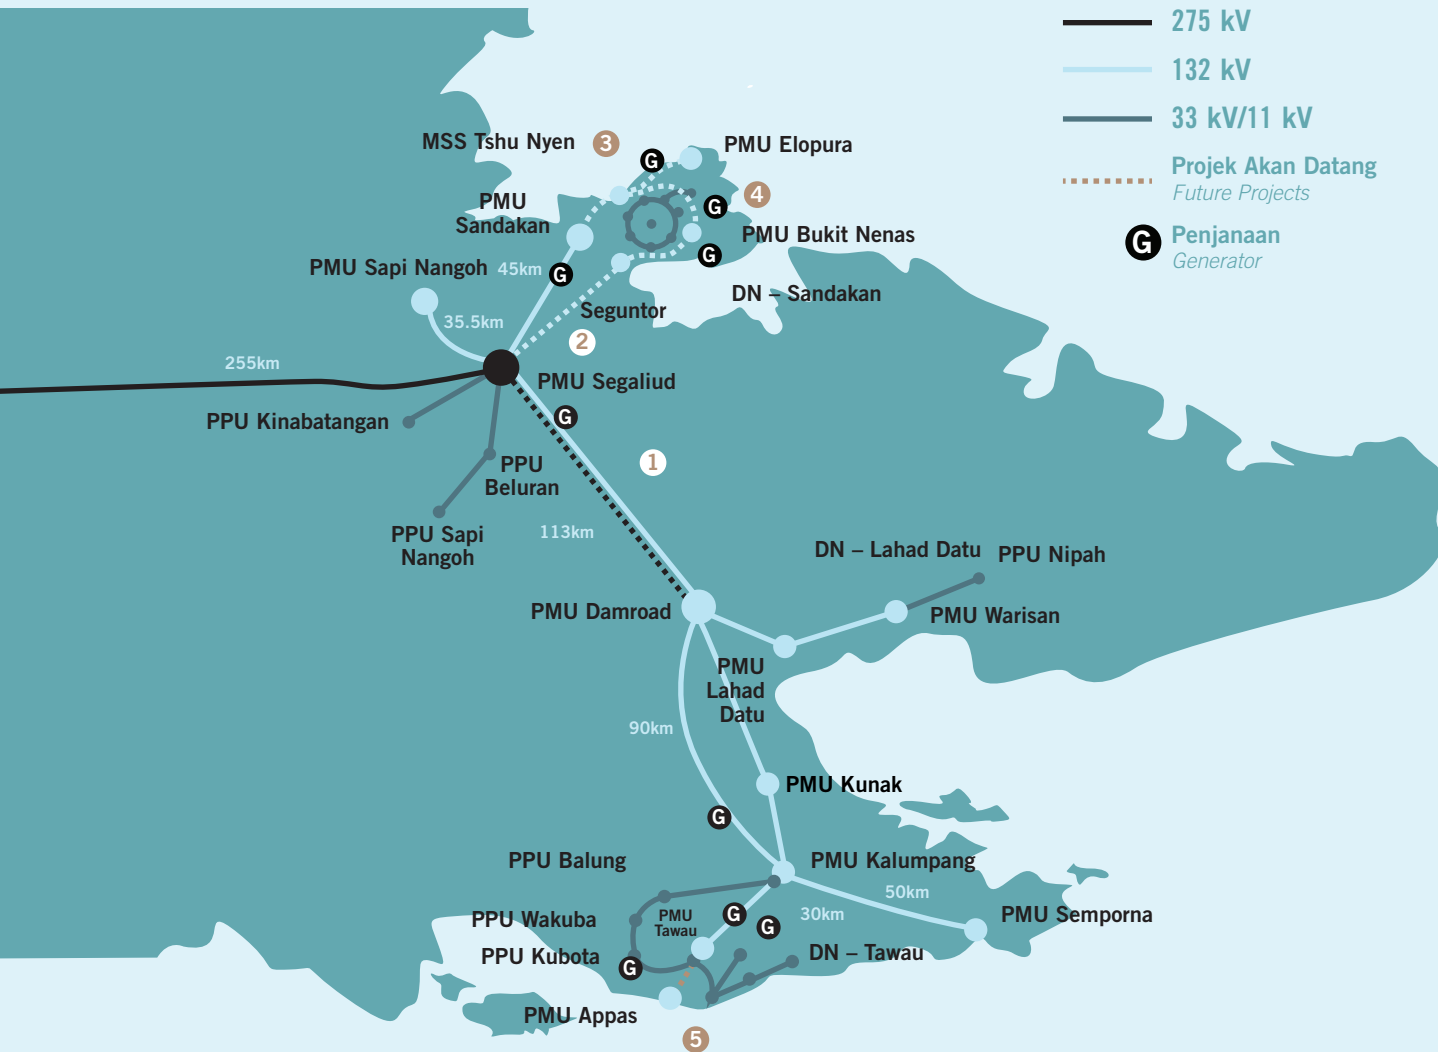 275 kV
132 kV
33 kV/11 kV
Projek Akan Datang
Future Projects
G
Penjanaan
Generator
MSS Tshu Nyen
3
G
PMU Elopura
4
G
PMU
Sandakan
PMU Bukit Nenas
G
PMU Sapi Nangoh
45km
G
DN – Sandakan
Seguntor
35.5km
2
255km
PMU Segaliud
PPU Kinabatangan
G
1
PPU
Beluran
PPU Sapi
Nangoh
113km
DN – Lahad Datu
PPU Nipah
PMU Damroad
PMU Warisan
PMU
Lahad
Datu
90km
PMU Kunak
G
PPU Balung
PMU Kalumpang
50km
30km
PMU Semporna
PPU Wakuba
PMU
Tawau
G
G
PPU Kubota
G
DN – Tawau
PMU Appas
5